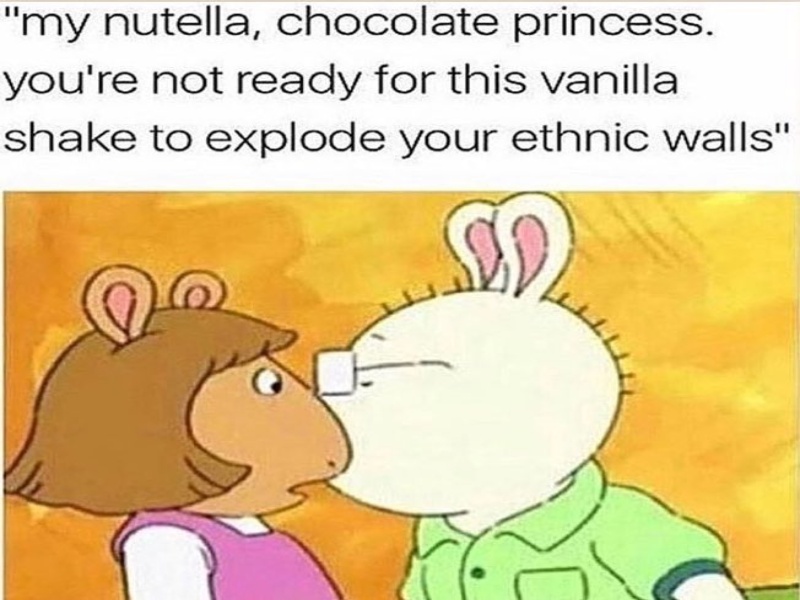 "my nutella, chocolate princess.
you're not ready for this vanilla
shake to explode your ethnic walls"